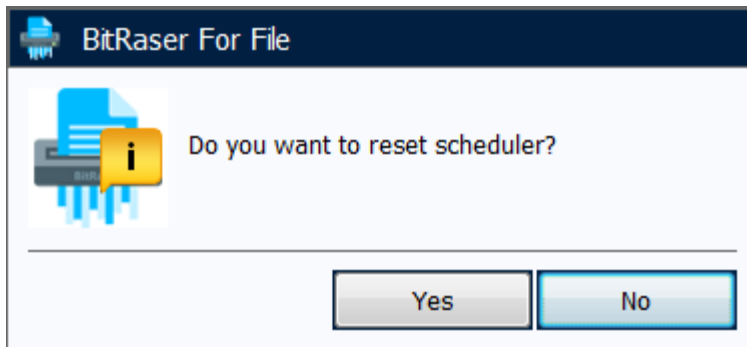 BitRaser For File
Do you want to reset scheduler?
Yes
No